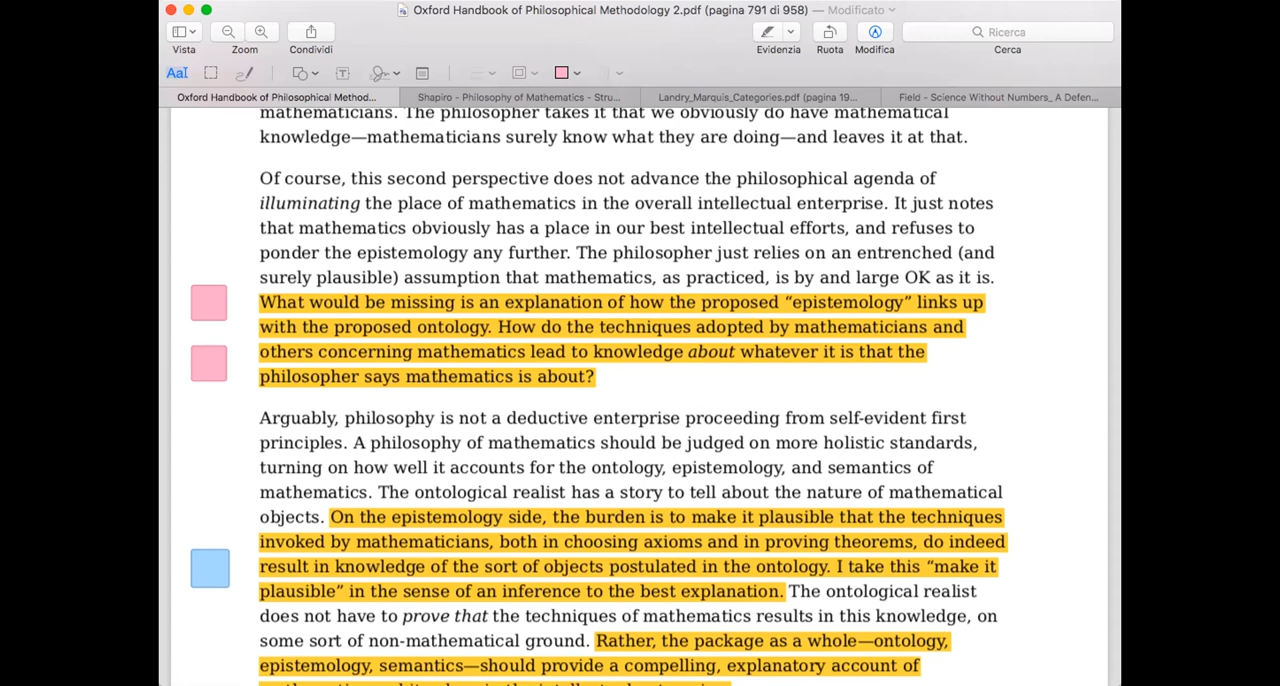 Oxford Handbook of Philosophical Methodology 2.pdf (pagina 791 di 958) — Modificato
Vista
Zoom
Condividi
Evidenzia
Ruota
Modifica
Ricerca
Cerca
AaI
T
Oxford Handbook of Philosophical Method...
Shapiro - Philosophy of Mathematics - Stru...
Landry_Marquis_Categories.pdf (pagina 19...
Field - Science Without Numbers_ A Defen...
mathematicians. The philosopher takes it that we obviously do have mathematical
knowledge—mathematicians surely know what they are doing—and leaves it at that.
Of course, this second perspective does not advance the philosophical agenda of
illuminating the place of mathematics in the overall intellectual enterprise. It just notes
that mathematics obviously has a place in our best intellectual efforts, and refuses to
ponder the epistemology any further. The philosopher just relies on an entrenched (and
surely plausible) assumption that mathematics, as practiced, is by and large OK as it is.
What would be missing is an explanation of how the proposed “epistemology” links up
with the proposed ontology. How do the techniques adopted by mathematicians and
others concerning mathematics lead to knowledge about whatever it is that the
philosopher says mathematics is about?
Arguably, philosophy is not a deductive enterprise proceeding from self-evident first
principles. A philosophy of mathematics should be judged on more holistic standards,
turning on how well it accounts for the ontology, epistemology, and semantics of
mathematics. The ontological realist has a story to tell about the nature of mathematical
objects. On the epistemology side, the burden is to make it plausible that the techniques
invoked by mathematicians, both in choosing axioms and in proving theorems, do indeed
result in knowledge of the sort of objects postulated in the ontology. I take this “make it
plausible” in the sense of an inference to the best explanation. The ontological realist
does not have to prove that the techniques of mathematics results in this knowledge, on
some sort of non-mathematical ground. Rather, the package as a whole—ontology,
epistemology, semantics—should provide a compelling, explanatory account of